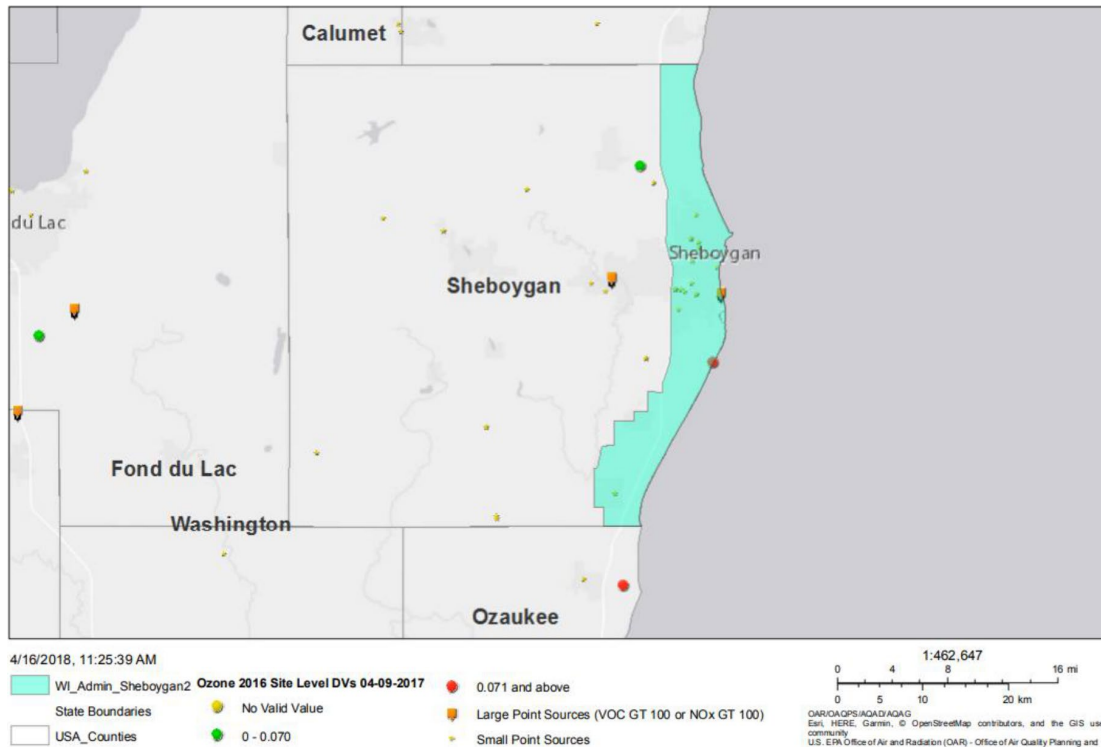 Calumet
du Lac
Sheboygan
Sheboygan
Fond du Lac
Washington
Ozaukee
4/16/2018, 11:25:39 AM
WI_Admin_Sheboygan2
State Boundaries
USA_Counties
Ozone 2016 Site Level DVs 04-09-2017
No Valid Value
0 - 0.070
0.071 and above
Large Point Sources (VOC GT 100 or NOx GT 100)
Small Point Sources
1:462,647
0 4 8 16 mi
0 5 10 20 km
OAR/OAQPS/AQAD/AQAG
Esri, HERE, Garmin, © OpenStreetMap contributors, and the GIS use
community
U.S. EPA Office of Air and Radiation (OAR) - Office of Air Quality Planning and